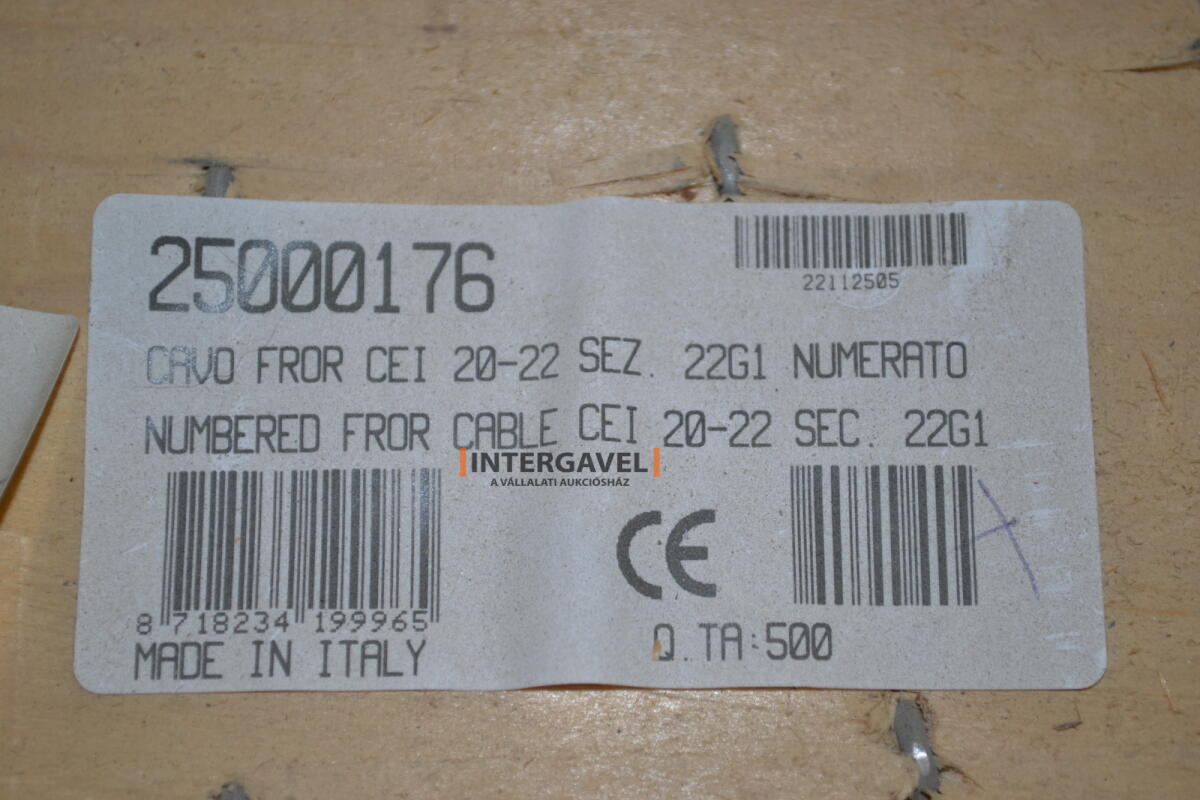 25000176
22112505
CAVO FROR CEI 20-22 SEZ. 22G1 NUMERATO
NUMBERED FROR CABLE CEI 20-22 SEC. 22G1
INTERGAVEL
A VÁLLALATI AUKCIÓSHÁZ
CE
8 718234 199965
MADE IN ITALY
Q.TA:500